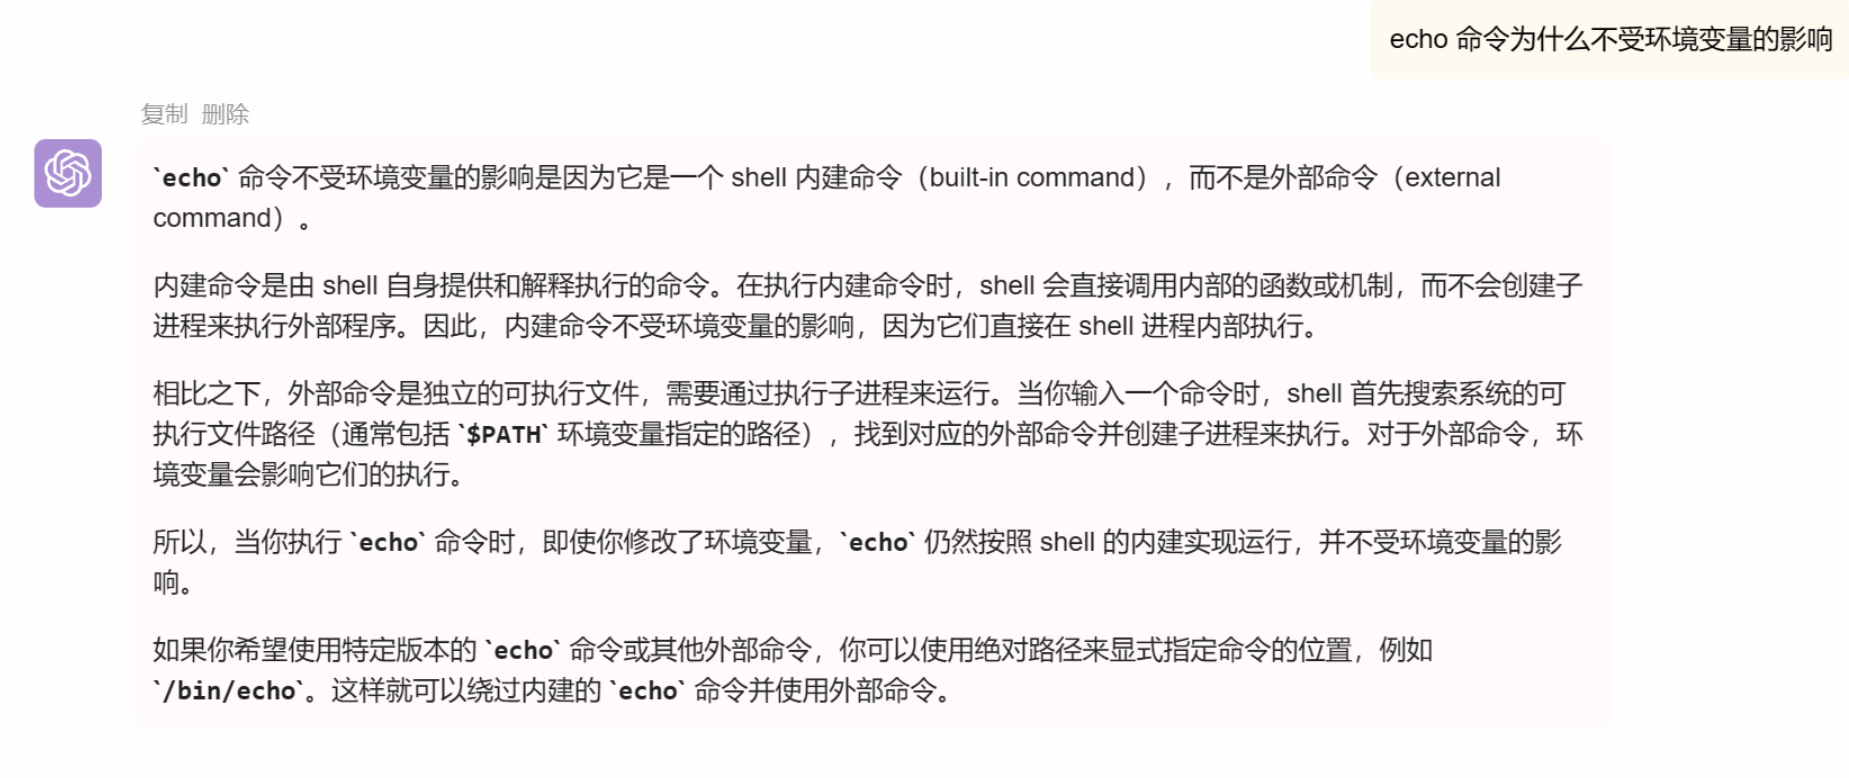 echo 命令为什么不受环境变量的影响
复制 删除
`echo` 命令不受环境变量的影响是因为它是一个 shell 内建命令（built-in command），而不是外部命令（external
command）。
内建命令是由 shell 自身提供和解释执行的命令。在执行内建命令时，shell 会直接调用内部的函数或机制，而不会创建子
进程来执行外部程序。因此，内建命令不受环境变量的影响，因为它们直接在 shell 进程内部执行。
相比之下，外部命令是独立的可执行文件，需要通过执行子进程来运行。当你输入一个命令时，shell 首先搜索系统的可
执行文件路径（通常包括 `$PATH` 环境变量指定的路径），找到对应的外部命令并创建子进程来执行。对于外部命令，环
境变量会影响它们的执行。
所以，当你执行 `echo` 命令时，即使你修改了环境变量，`echo` 仍然按照 shell 的内建实现运行，并不受环境变量的影
响。
如果你希望使用特定版本的 `echo` 命令或其他外部命令，你可以使用绝对路径来显式指定命令的位置，例如
`/bin/echo`。这样就可以绕过内建的 `echo` 命令并使用外部命令。